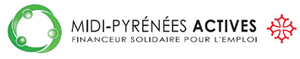 MIDI-PYRÉNÉES ACTIVES
FINANCEUR SOLIDAIRE POUR L'EMPLOI